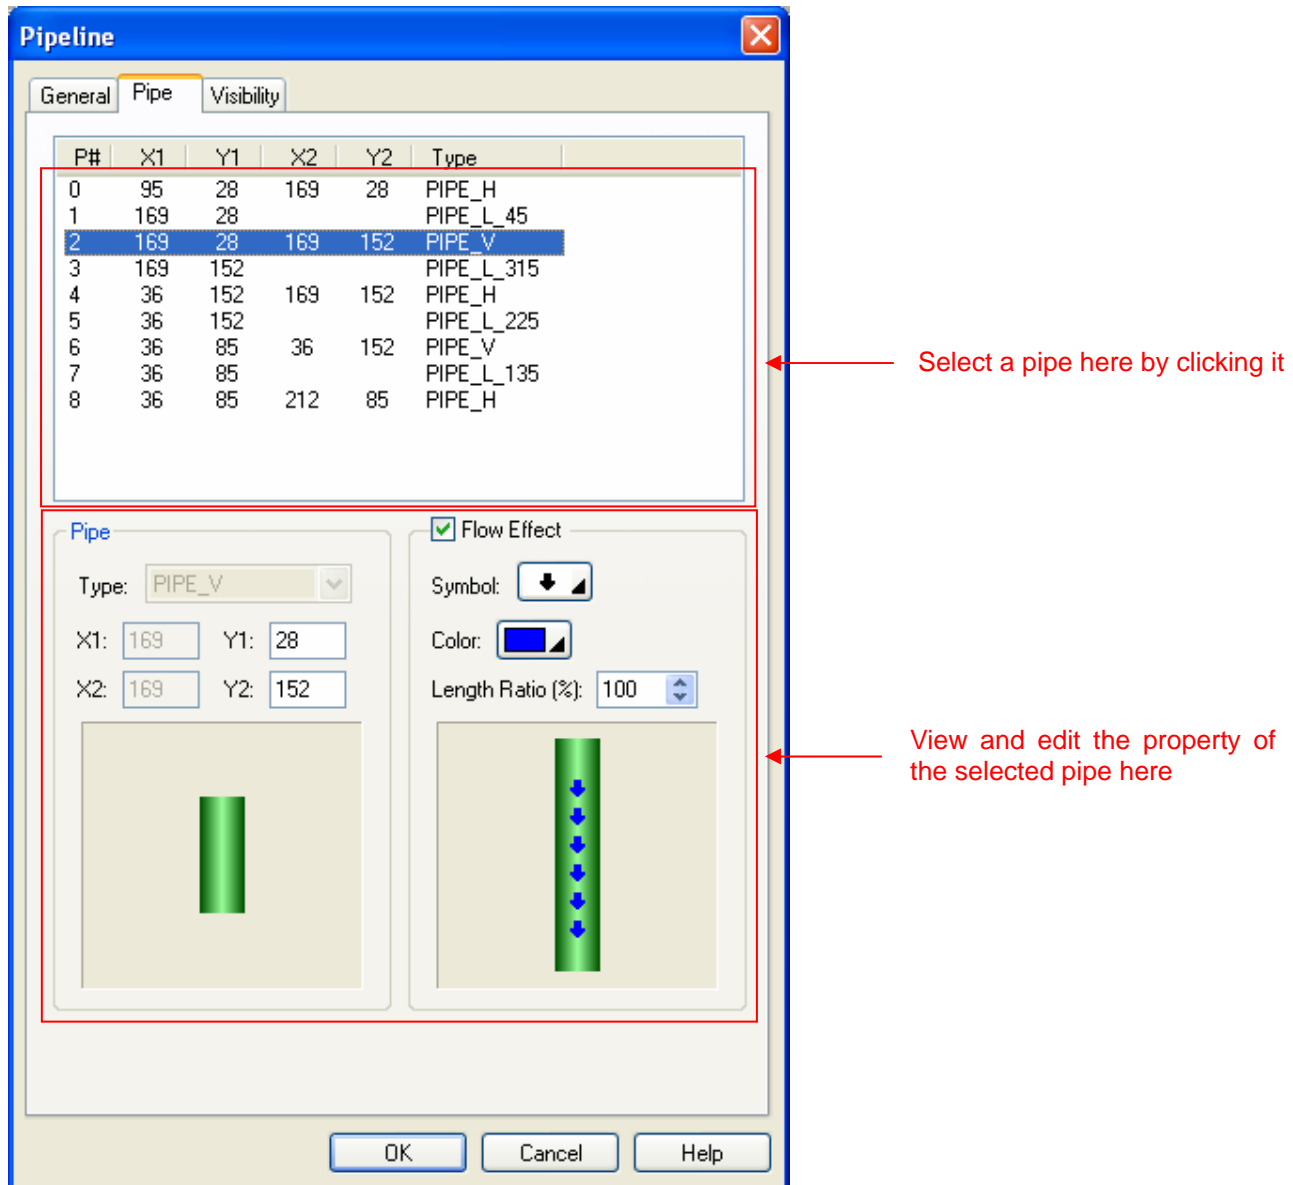 Pipeline
General Pipe Visibility
P# X1 Y1 X2 Y2 Type
0 95 28 169 28 PIPE_H
1 169 28 PIPE_L_45
2 169 28 169 152 PIPE_V
3 169 152 PIPE_L_315
4 36 152 169 152 PIPE_H
5 36 152 PIPE_L_225
6 36 85 36 152 PIPE_V
7 36 85 PIPE_L_135
8 36 85 212 85 PIPE_H
Select a pipe here by clicking it
Pipe
Type: PIPE_V
X1: 169 Y1: 28
X2: 169 Y2: 152
Flow Effect
Symbol:
Color:
Length Ratio (%): 100
View and edit the property of
the selected pipe here
OK Cancel Help